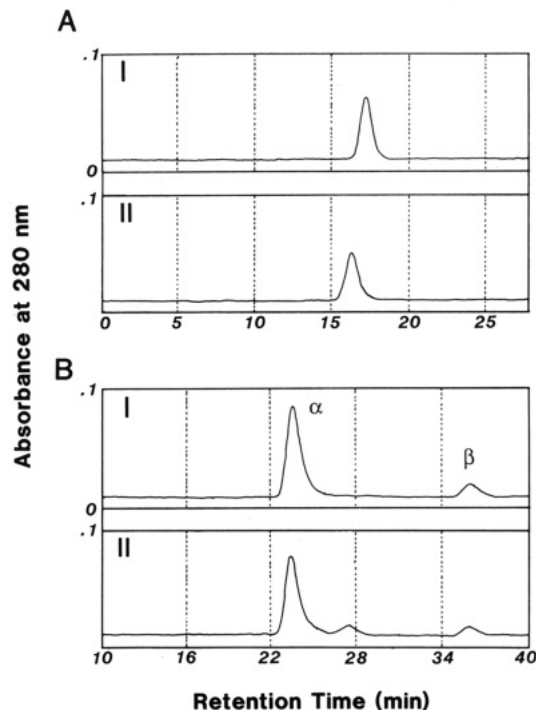 A
.1
I
0
.1
II
0 5 10 15 20 25
B
.1
I
α
β
0
.1
II
10 16 22 28 34 40
Absorbance at 280 nm
Retention Time (min)